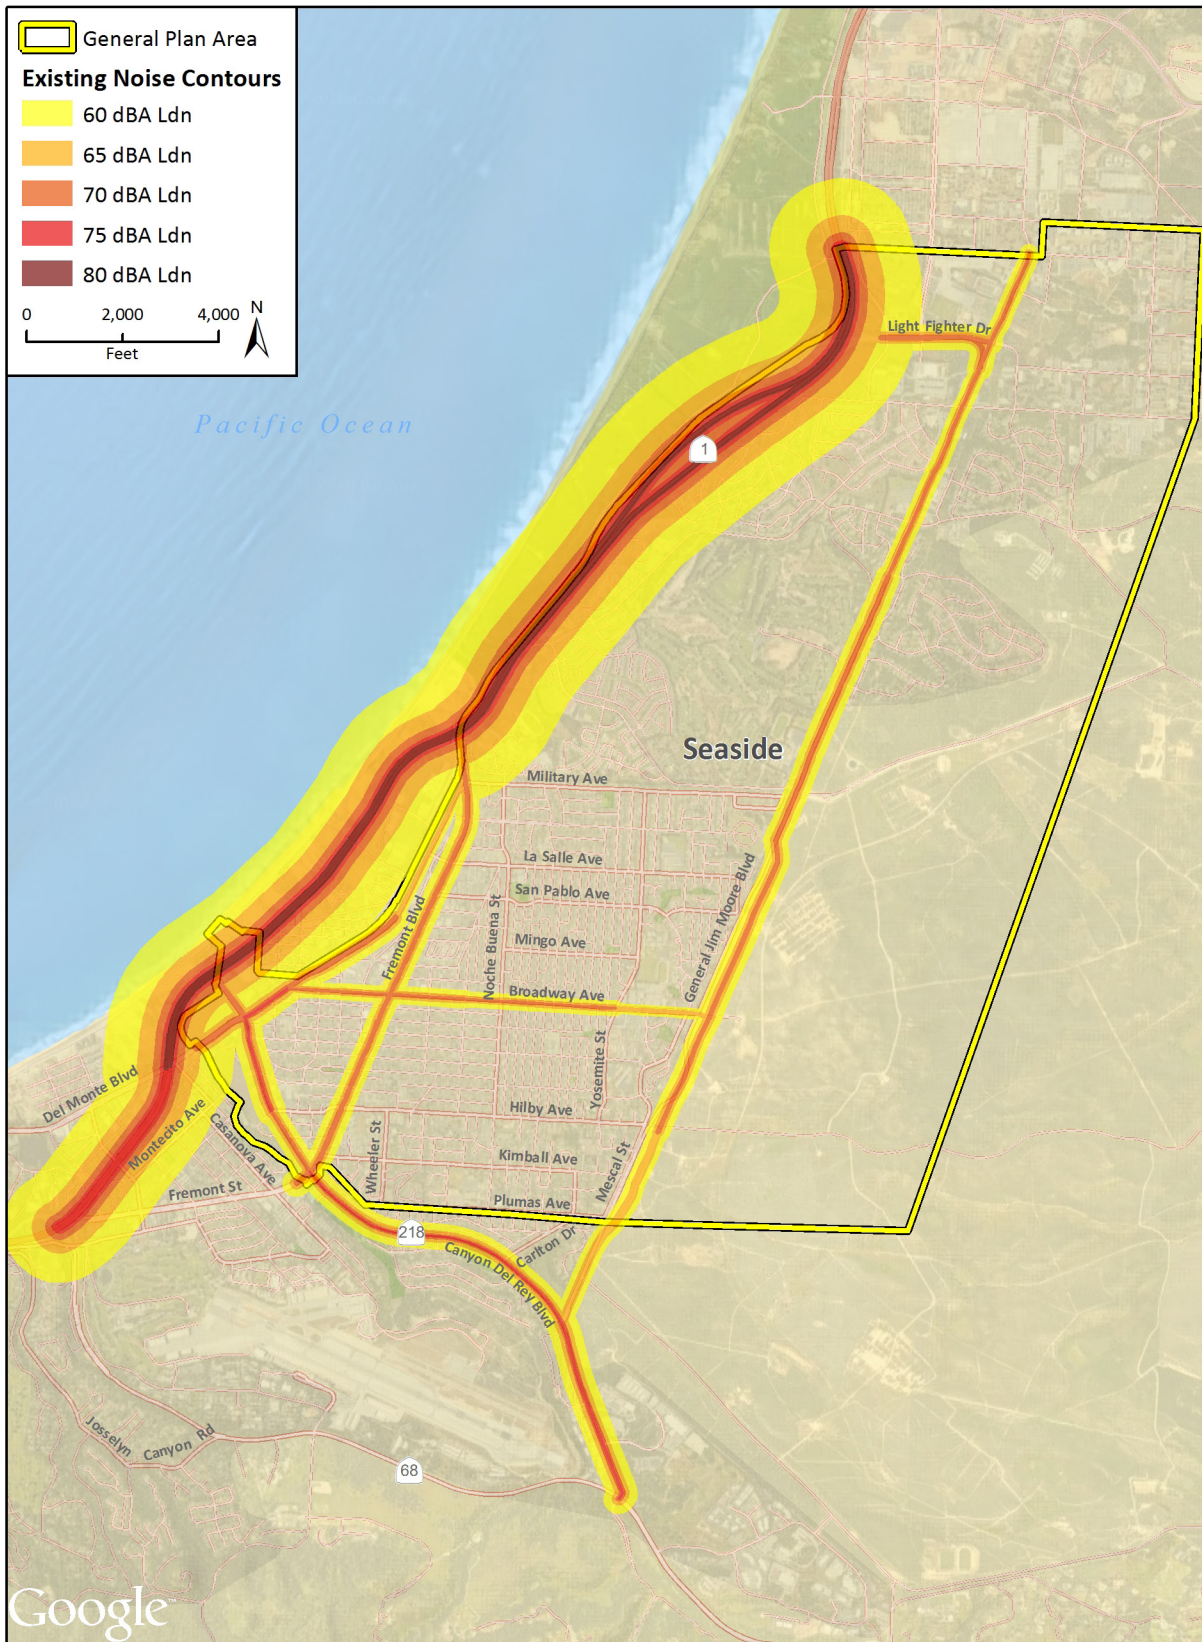 General Plan Area
Existing Noise Contours
60 dBA Ldn
65 dBA Ldn
70 dBA Ldn
75 dBA Ldn
80 dBA Ldn
0 2,000 4,000 N
Feet
Light Fighter Dr
Pacific Ocean
1
Seaside
Military Ave
La Salle Ave
San Pablo Ave
General Jim Moore Blvd
Fremont Blvd
Noche Buena St
Mingo Ave
Broadway Ave
Yosemite St
Del Monte Blvd
Montecito Ave
Casanova Ave
Hilby Ave
Wheeler St
Kimball Ave
Mescal St
Fremont St
Plumas Ave
218
Carlton Dr
Canyon Del Rey Blvd
Josselyn Canyon Rd
68
Google